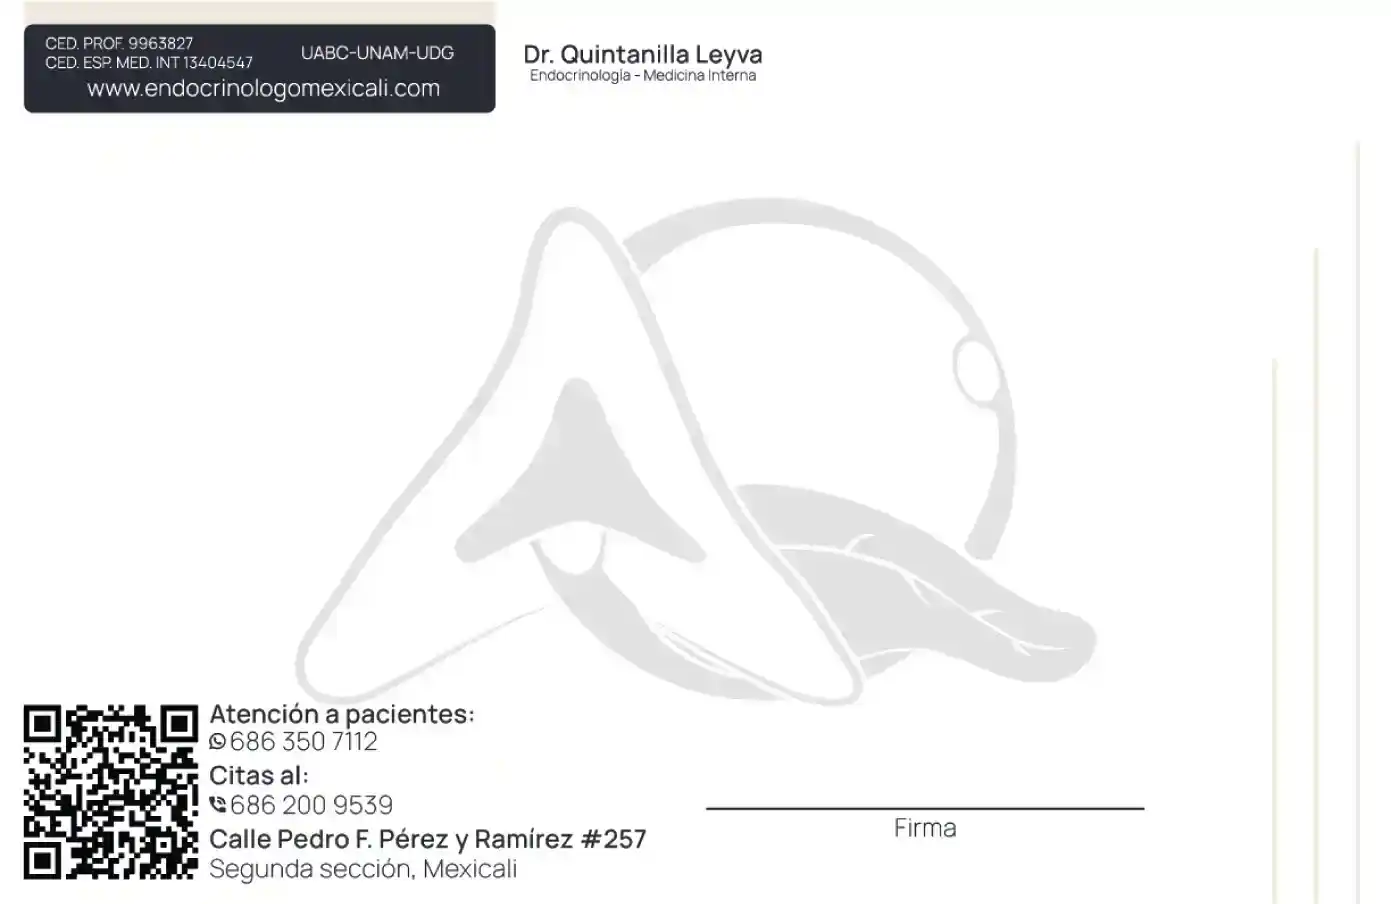 CED. PROF. 9963827
CED. ESP. MED. INT 13404547
UABC-UNAM-UDG
www.endocrinologomexicali.com
Dr. Quintanilla Leyva
Endocrinología - Medicina Interna
Atención a pacientes:
686 350 7112
Citas al:
686 200 9539
Calle Pedro F. Pérez y Ramírez #257
Segunda sección, Mexicali
Firma